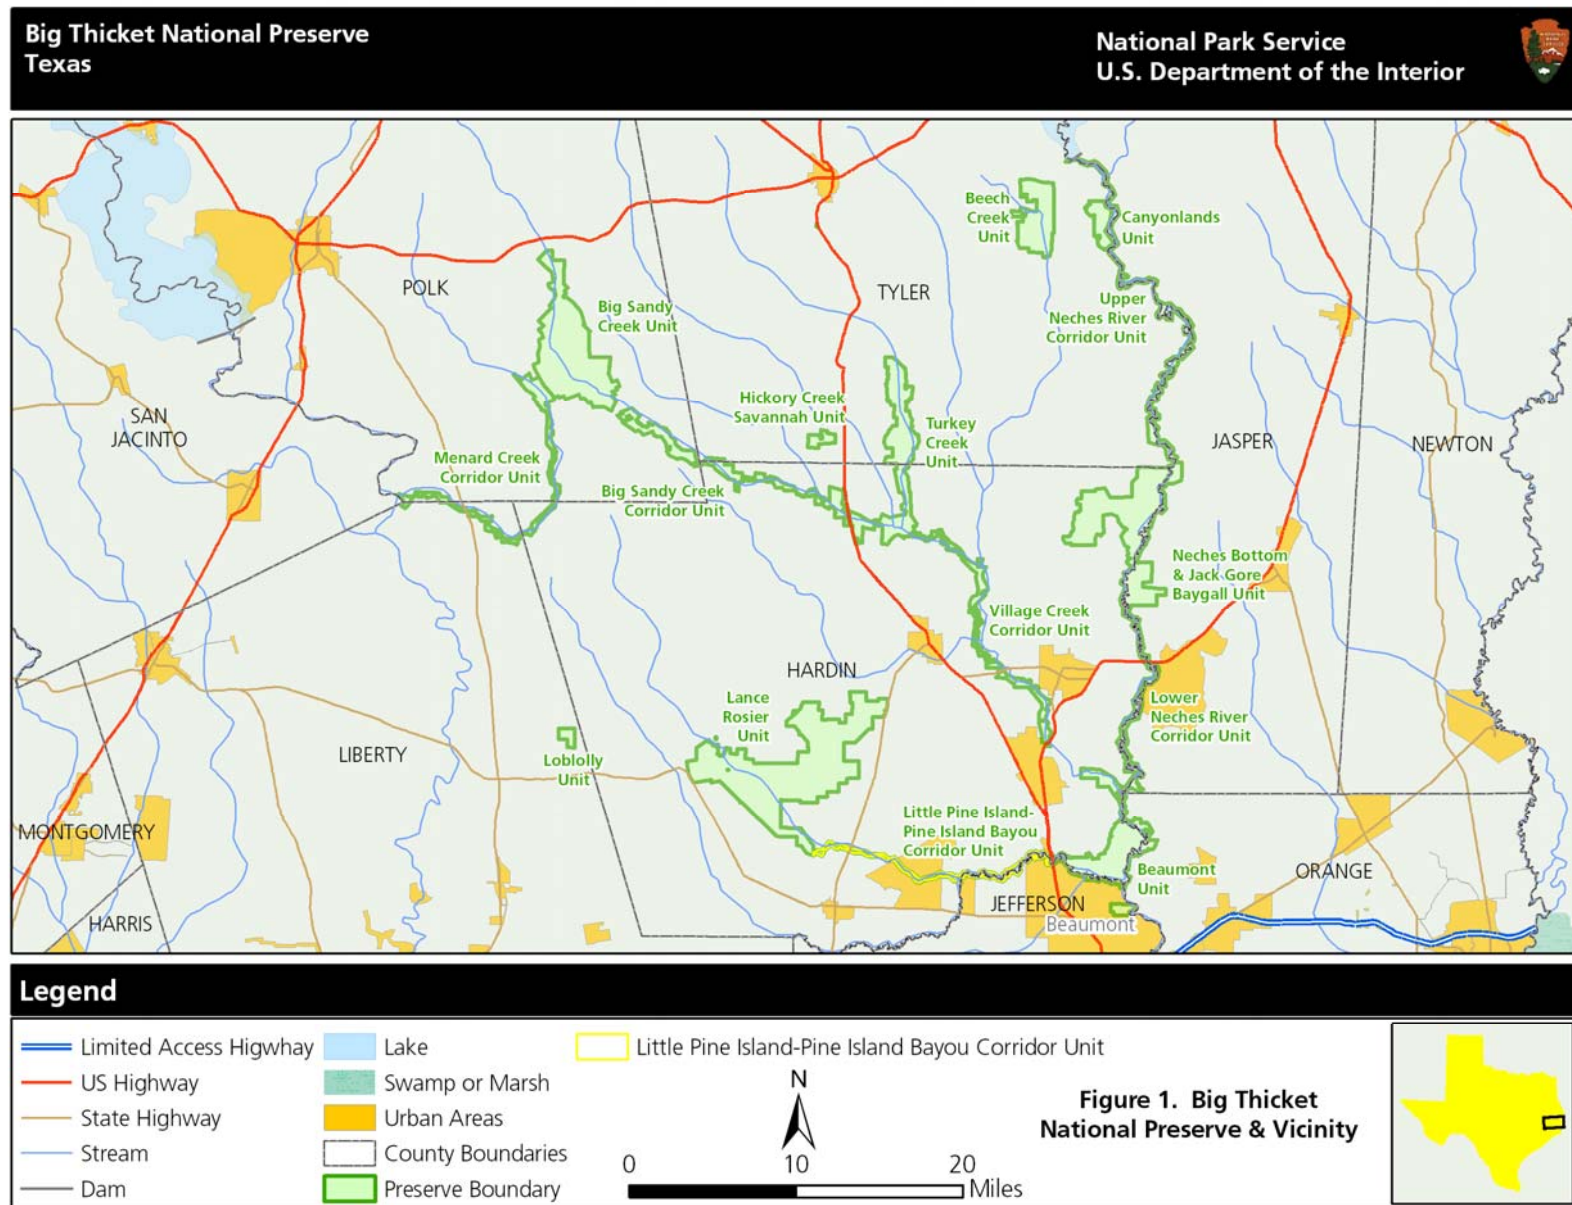 Big Thicket National Preserve
Texas
National Park Service
U.S. Department of the Interior
Beech
Creek
Unit
Canyonlands
Unit
POLK
TYLER
Big Sandy
Creek Unit
Upper
Neches River
Corridor Unit
SAN
JACINTO
Hickory Creek
Savannah Unit
Turkey
Creek
Unit
JASPER
NEWTON
Menard Creek
Corridor Unit
Big Sandy Creek
Corridor Unit
Neches Bottom
& Jack Gore
Baygall Unit
Village Creek
Corridor Unit
HARDIN
Lance
Rosier
Unit
Lower
Neches River
Corridor Unit
LIBERTY
Loblolly
Unit
MONTGOMERY
Little Pine Island-
Pine Island Bayou
Corridor Unit
Beaumont
Unit
ORANGE
JEFFERSON
Beaumont
HARRIS
Legend
Limited Access Higwhay
US Highway
State Highway
Stream
Dam
Lake
Swamp or Marsh
Urban Areas
County Boundaries
Preserve Boundary
Little Pine Island-Pine Island Bayou Corridor Unit
N
0 10 20
Miles
Figure 1. Big Thicket
National Preserve & Vicinity